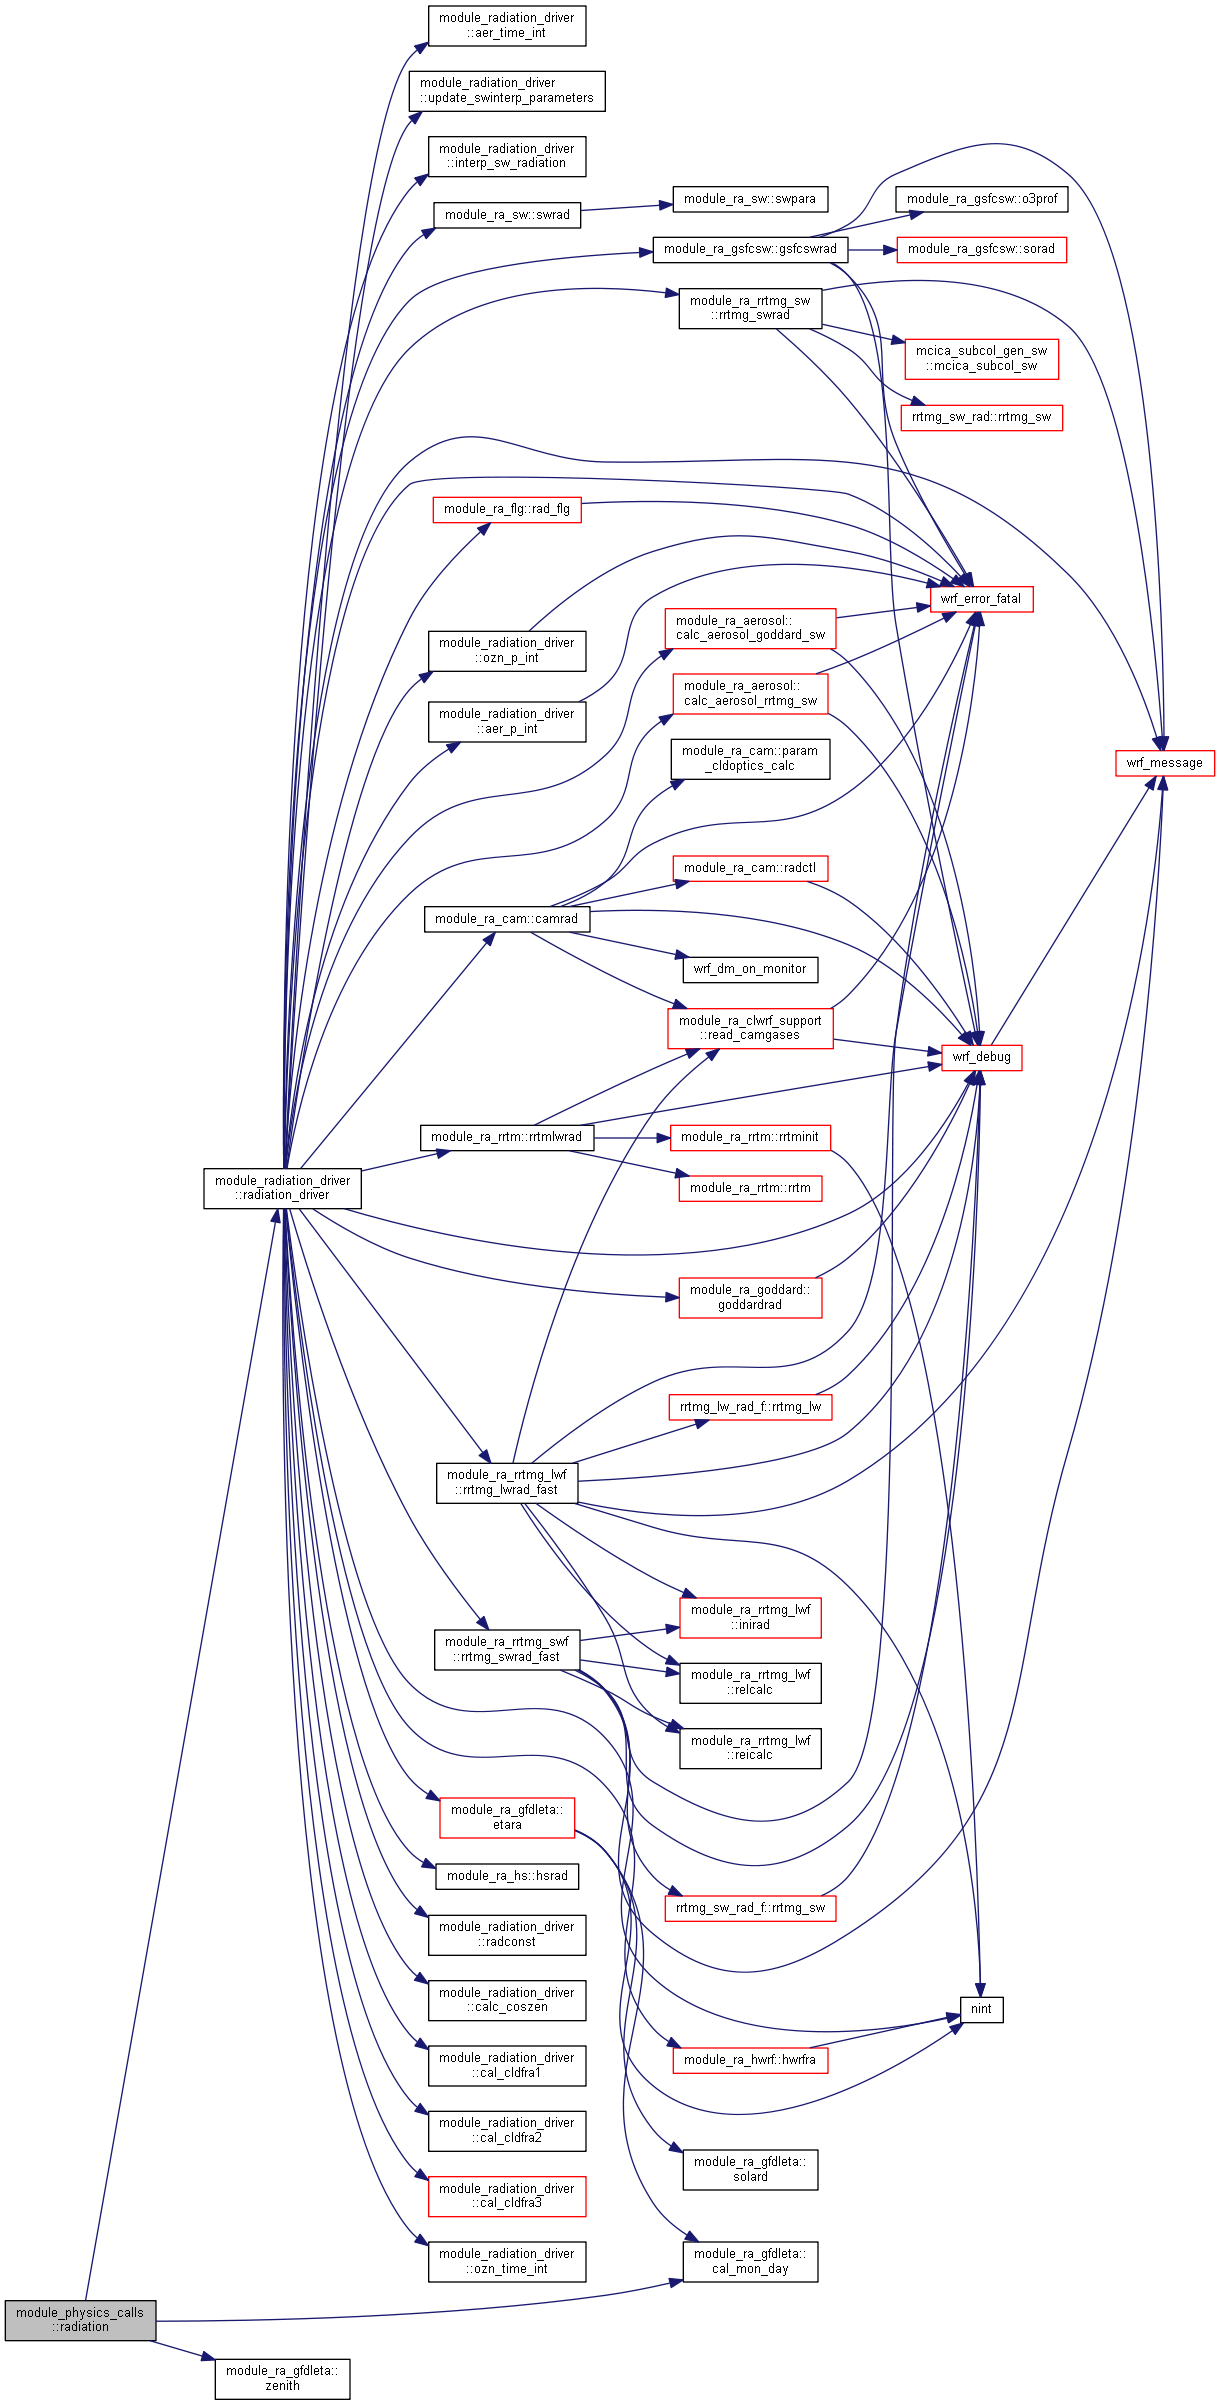 module_radiation_driver
::aer_time_int
module_radiation_driver
::update_swinterp_parameters
module_radiation_driver
::interp_sw_radiation
module_ra_sw::swrad
module_ra_sw::swpara
module_ra_gsfcsw::o3prof
module_ra_gsfcsw::gsfcswrad
module_ra_gsfcsw::sorad
module_ra_rrtmg_sw
::rrtmg_swrad
mcica_subcol_gen_sw
::mcica_subcol_sw
rrtmg_sw_rad::rrtmg_sw
module_ra_flg::rad_flg
wrf_error_fatal
module_radiation_driver
::ozn_p_int
module_ra_aerosol::
calc_aerosol_goddard_sw
module_radiation_driver
::aer_p_int
module_ra_aerosol::
calc_aerosol_rrtmg_sw
module_ra_cam::param
_cldoptics_calc
wrf_message
module_ra_cam::radctl
module_ra_cam::camrad
wrf_dm_on_monitor
module_ra_clwrf_support
::read_camgases
wrf_debug
module_ra_rrtm::rrtmlwrad
module_ra_rrtm::rrtminit
module_ra_rrtm::rrtm
module_radiation_driver
::radiation_driver
module_ra_goddard::
goddardrad
rrtmg_lw_rad_f::rrtmg_lw
module_ra_rrtmg_lwf
::rrtmg_lwrad_fast
module_ra_rrtmg_lwf
::inirad
module_ra_rrtmg_swf
::rrtmg_swrad_fast
module_ra_rrtmg_lwf
::relcalc
module_ra_rrtmg_lwf
::reicalc
module_ra_gfdleta::
etara
module_ra_hs::hsrad
rrtmg_sw_rad_f::rrtmg_sw
module_radiation_driver
::radconst
module_radiation_driver
::calc_coszen
nint
module_radiation_driver
::cal_cldfra1
module_ra_hwrf::hwrfra
module_radiation_driver
::cal_cldfra2
module_ra_gfdleta::
solard
module_radiation_driver
::cal_cldfra3
module_radiation_driver
::ozn_time_int
module_ra_gfdleta::
cal_mon_day
module_physics_calls
::radiation
module_ra_gfdleta::
zenith